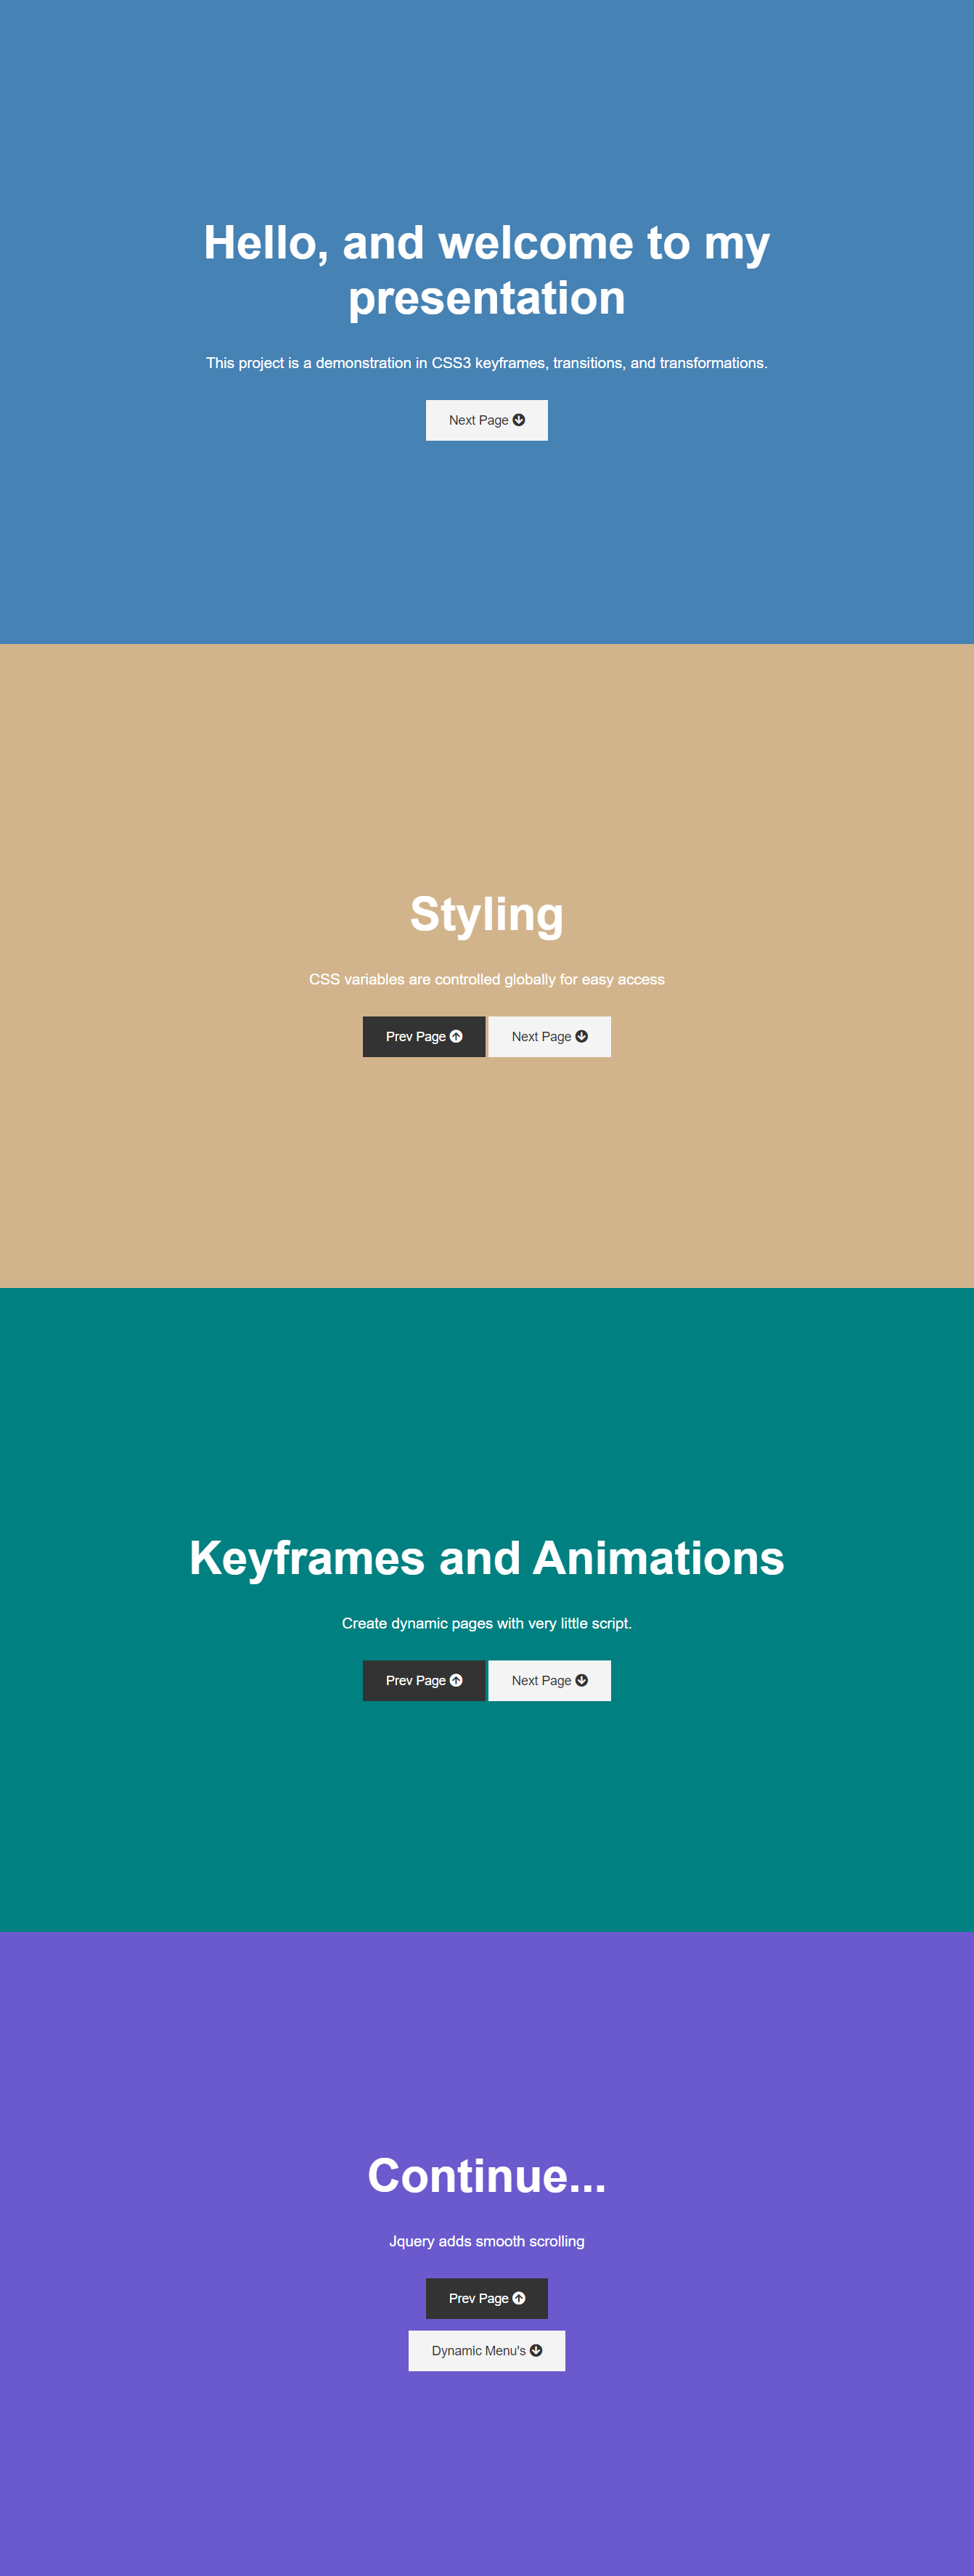 Hello, and welcome to my
presentation
This project is a demonstration in CSS3 keyframes, transitions, and transformations.
Next Page
Styling
CSS variables are controlled globally for easy access
Prev Page Next Page
Keyframes and Animations
Create dynamic pages with very little script.
Prev Page Next Page
Continue...
Jquery adds smooth scrolling
Prev Page
Dynamic Menu's